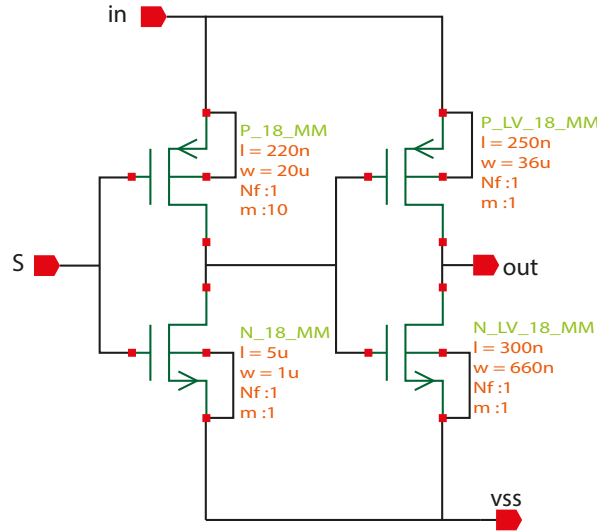 in
P_18_MM
l = 220n
w = 20u
Nf :1
m :10
P_LV_18_MM
l = 250n
w = 36u
Nf :1
m :1
S
out
N_18_MM
l = 5u
w = 1u
Nf :1
m :1
N_LV_18_MM
l = 300n
w = 660n
Nf :1
m :1
vss